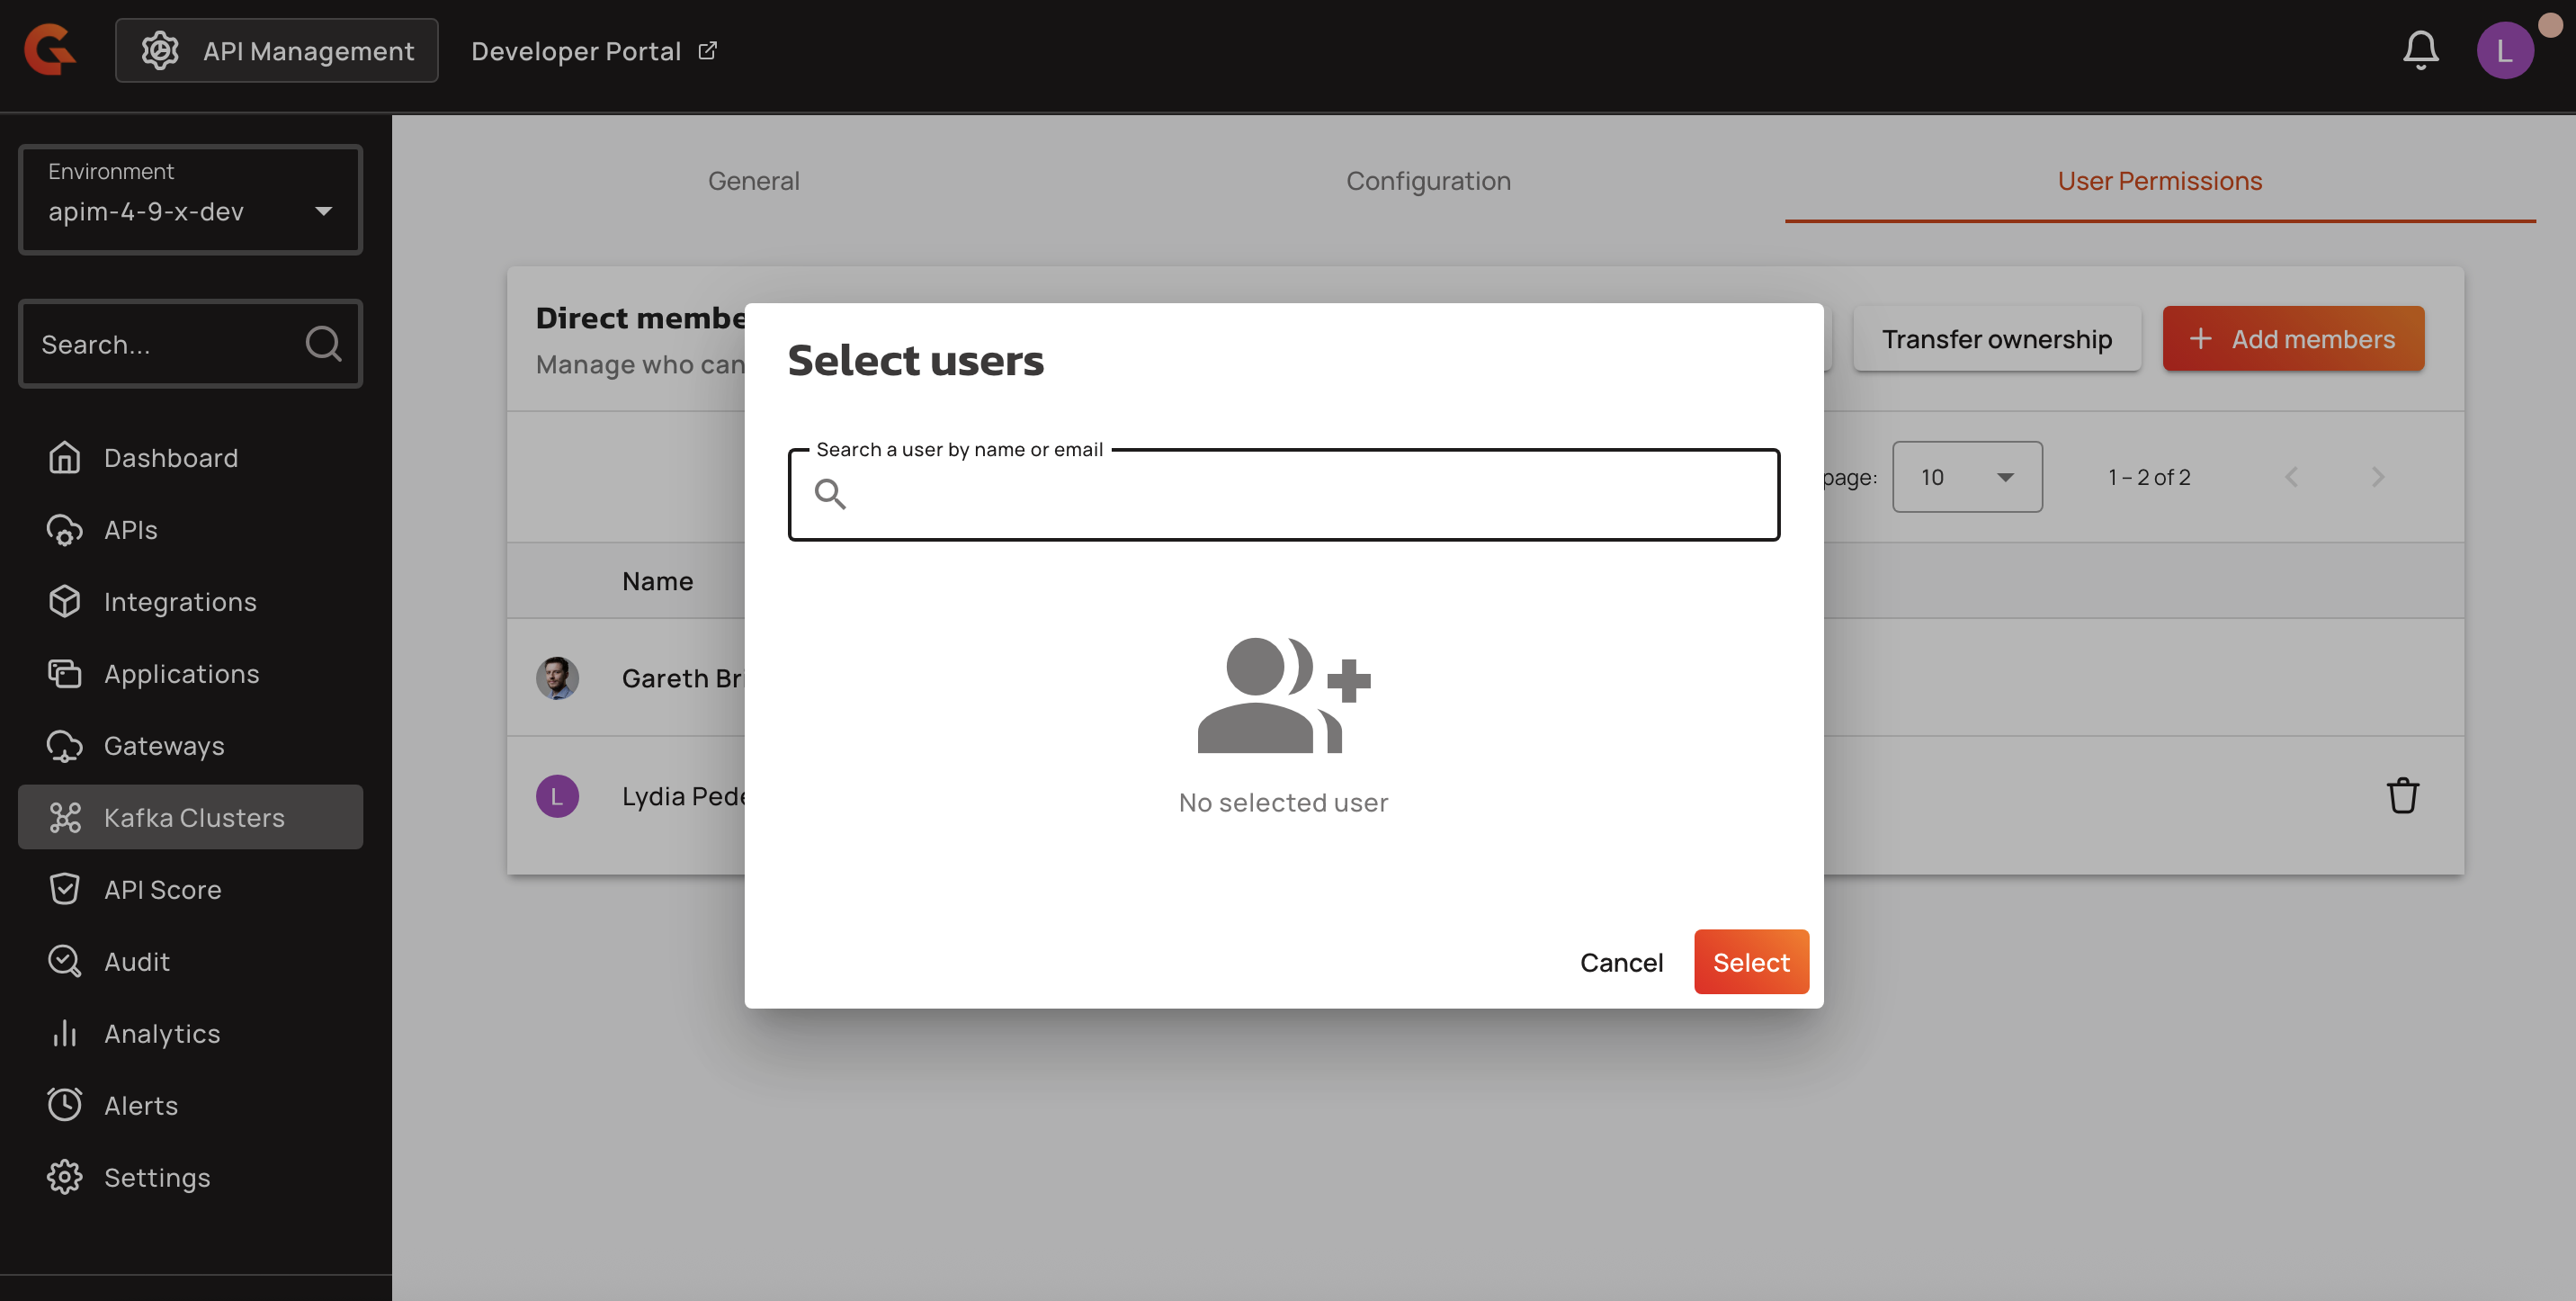 API Management
Developer Portal
L
Environment
apim-4-9-x-dev
Search...
Dashboard
APIs
Integrations
Applications
Gateways
Kafka Clusters
API Score
Audit
Analytics
Alerts
Settings
General
Configuration
User Permissions
Direct membe
Manage who can
Transfer ownership
Add members
page:
10
1 – 2 of 2
Name
Gareth Bri
L
Lydia Pede
Select users
Search a user by name or email
No selected user
Cancel
Select